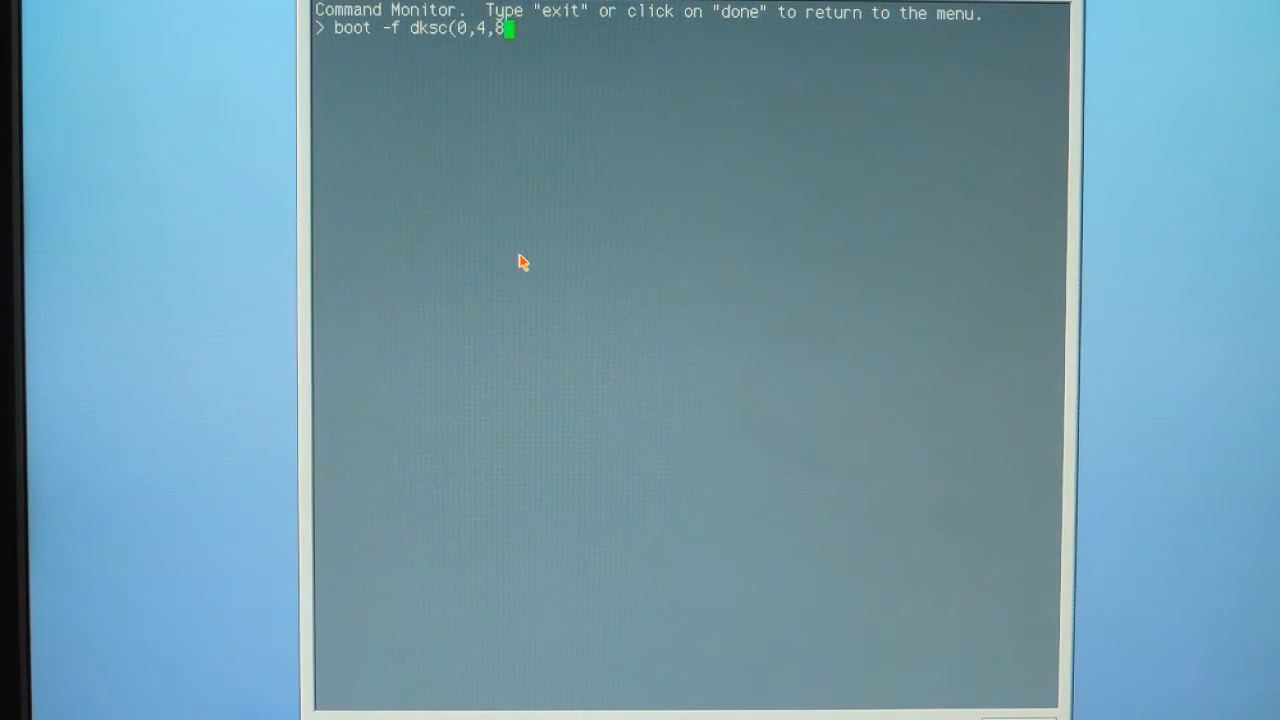 Command Monitor.  Type "exit" or click on "done" to return to the menu.
> boot -f dksc(0,4,8